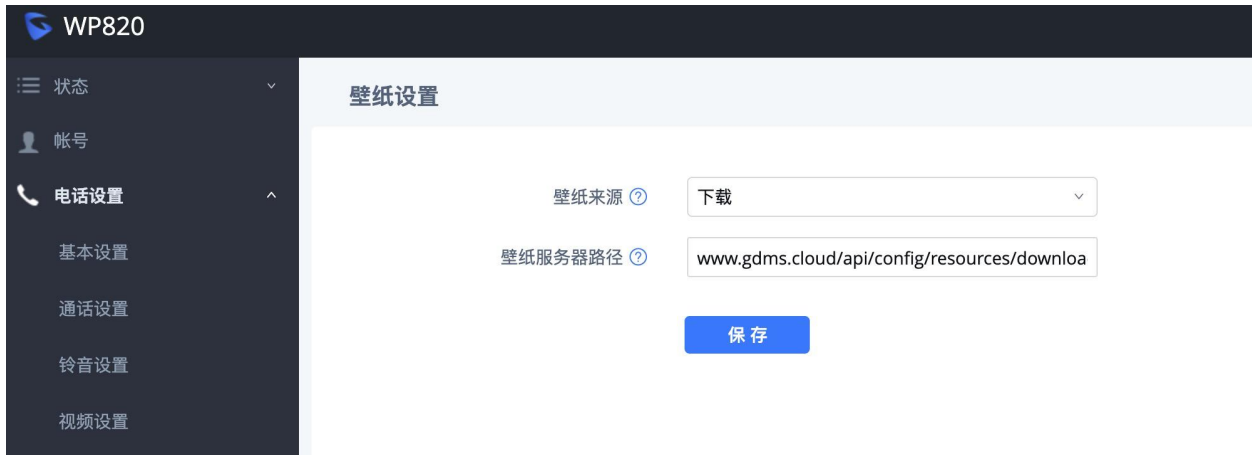 WP820
状态
帐号
电话设置
基本设置
通话设置
铃音设置
视频设置
壁纸设置
壁纸来源 ? 下载
壁纸服务器路径 ? www.gdms.cloud/api/config/resources/downloa
保存